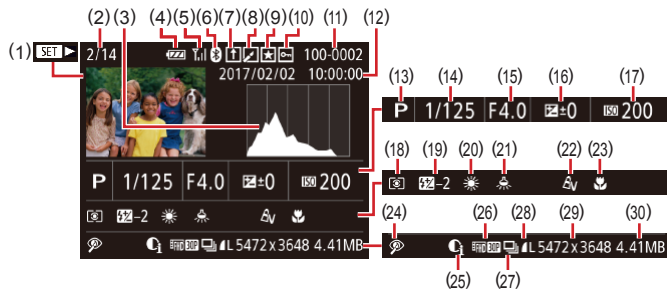 (1) SET
(2) (3) (4) (5) (6) (7) (8) (9) (10) (11) (12)
2/14 100-0002
2017/02/02 10:00:00
P 1/125 F4.0 ±0 ISO 200
-2
L 5472x3648 4.41MB
(13) (14) (15) (16) (17)
P 1/125 F4.0 ±0 ISO 200
(18) (19) (20) (21) (22) (23)
-2
(24) (26) (28) (29) (30)
L 5472x3648 4.41MB
(25) (27)